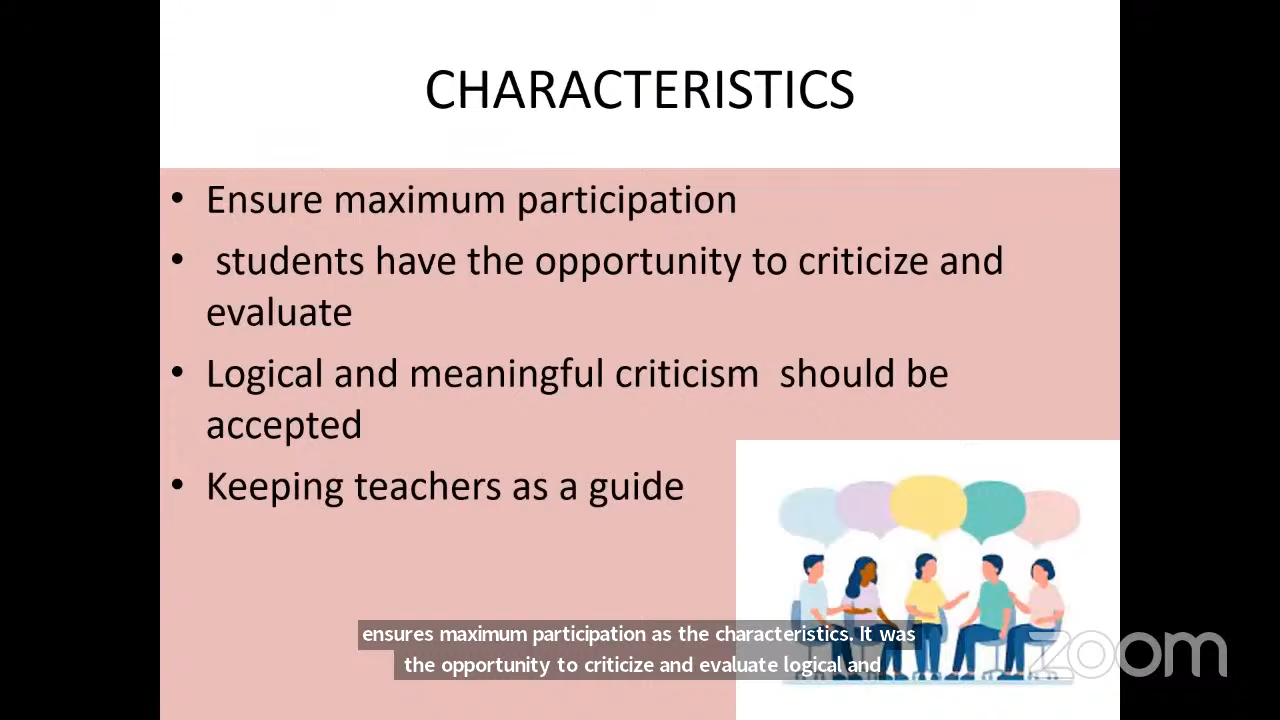 CHARACTERISTICS
• Ensure maximum participation
• students have the opportunity to criticize and
evaluate
• Logical and meaningful criticism should be
accepted
• Keeping teachers as a guide
ensures maximum participation as the characteristics. It was
the opportunity to criticize and evaluate logical and
zoom